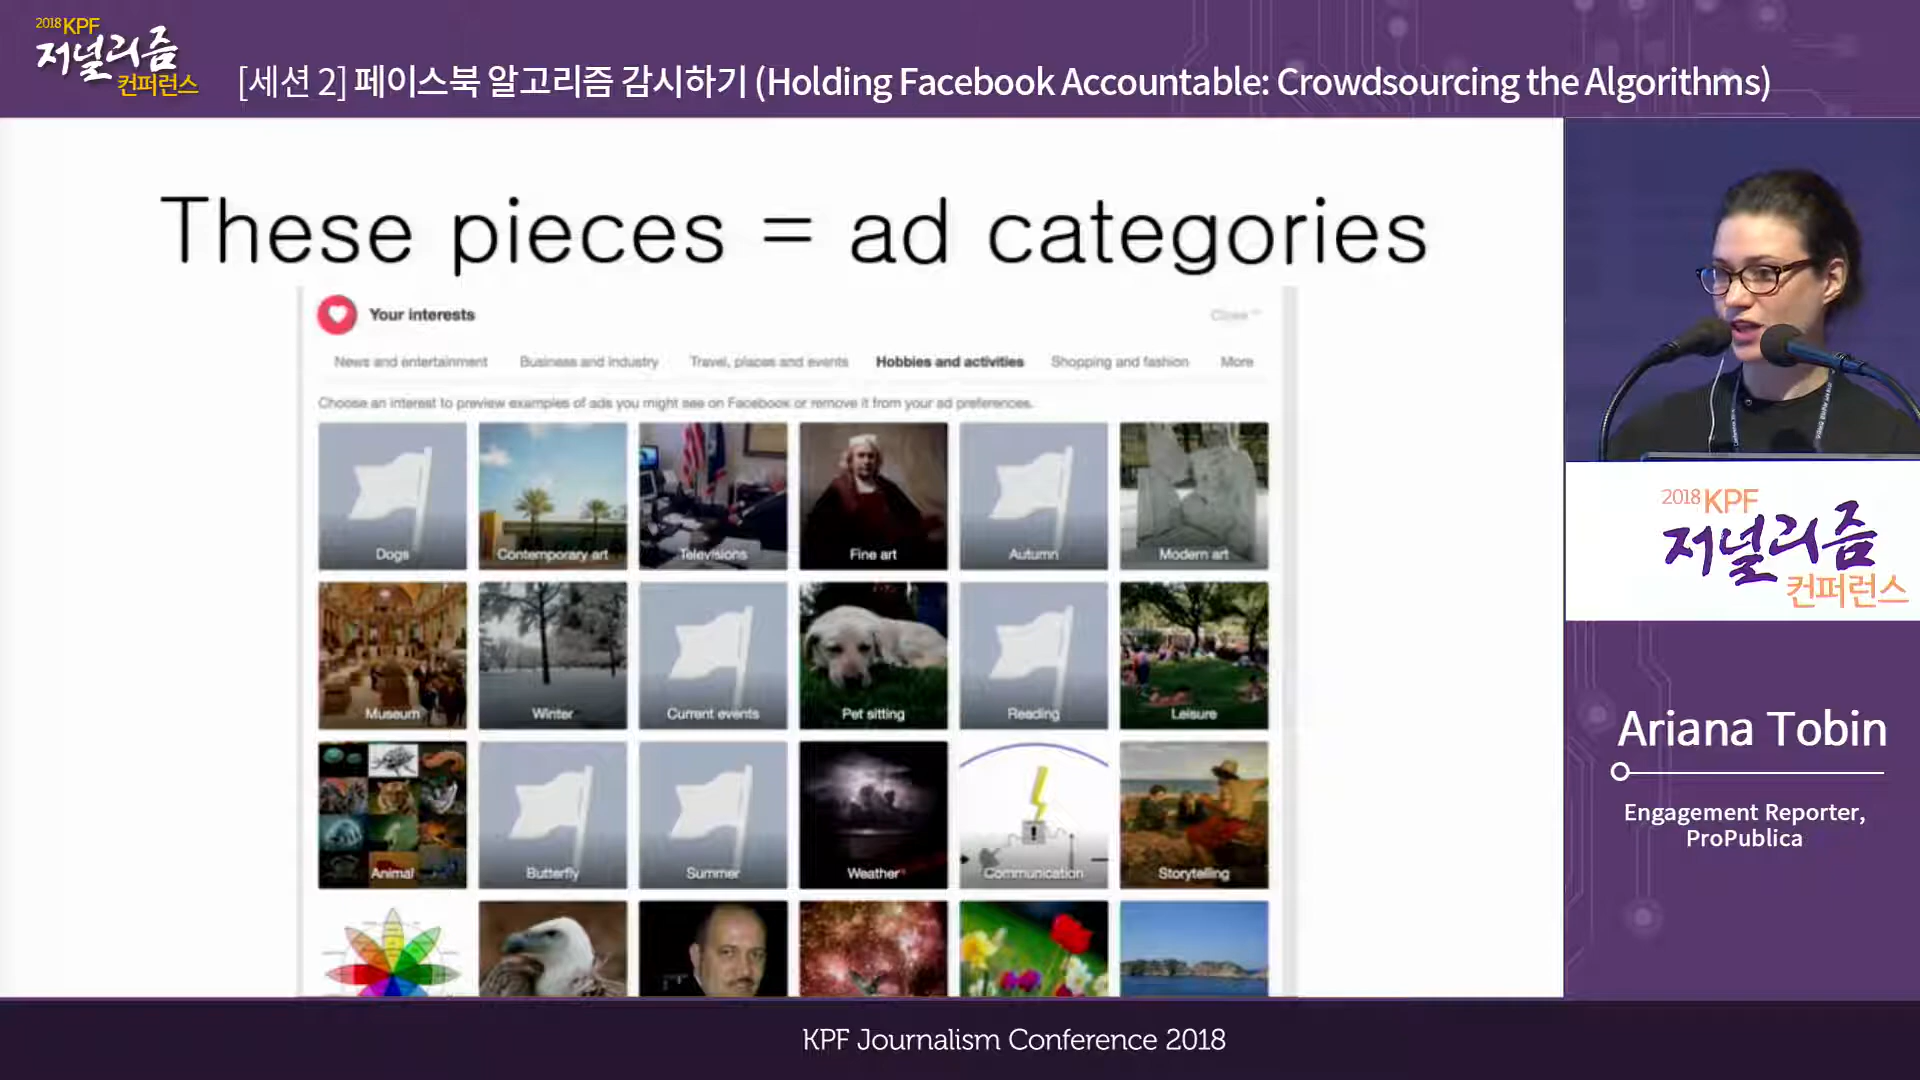 2018 KPF
저널리즘
컨퍼런스
[세션 2] 페이스북 알고리즘 감시하기 (Holding Facebook Accountable: Crowdsourcing the Algorithms)
These pieces = ad categories
Your interests
Close
News and entertainment Business and industry Travel, places and events Hobbies and activities Shopping and fashion More
Choose an interest to preview examples of ads you might see on Facebook or remove it from your ad preferences.
Dogs Contemporary art Televisions Fine art Autumn Modern art
Museum Winter Current events Pet sitting Reading Leisure
Animal Butterfly Summer Weather Communication Storytelling
2018 KPF
저널리즘
컨퍼런스
Ariana Tobin
Engagement Reporter,
ProPublica
KPF Journalism Conference 2018